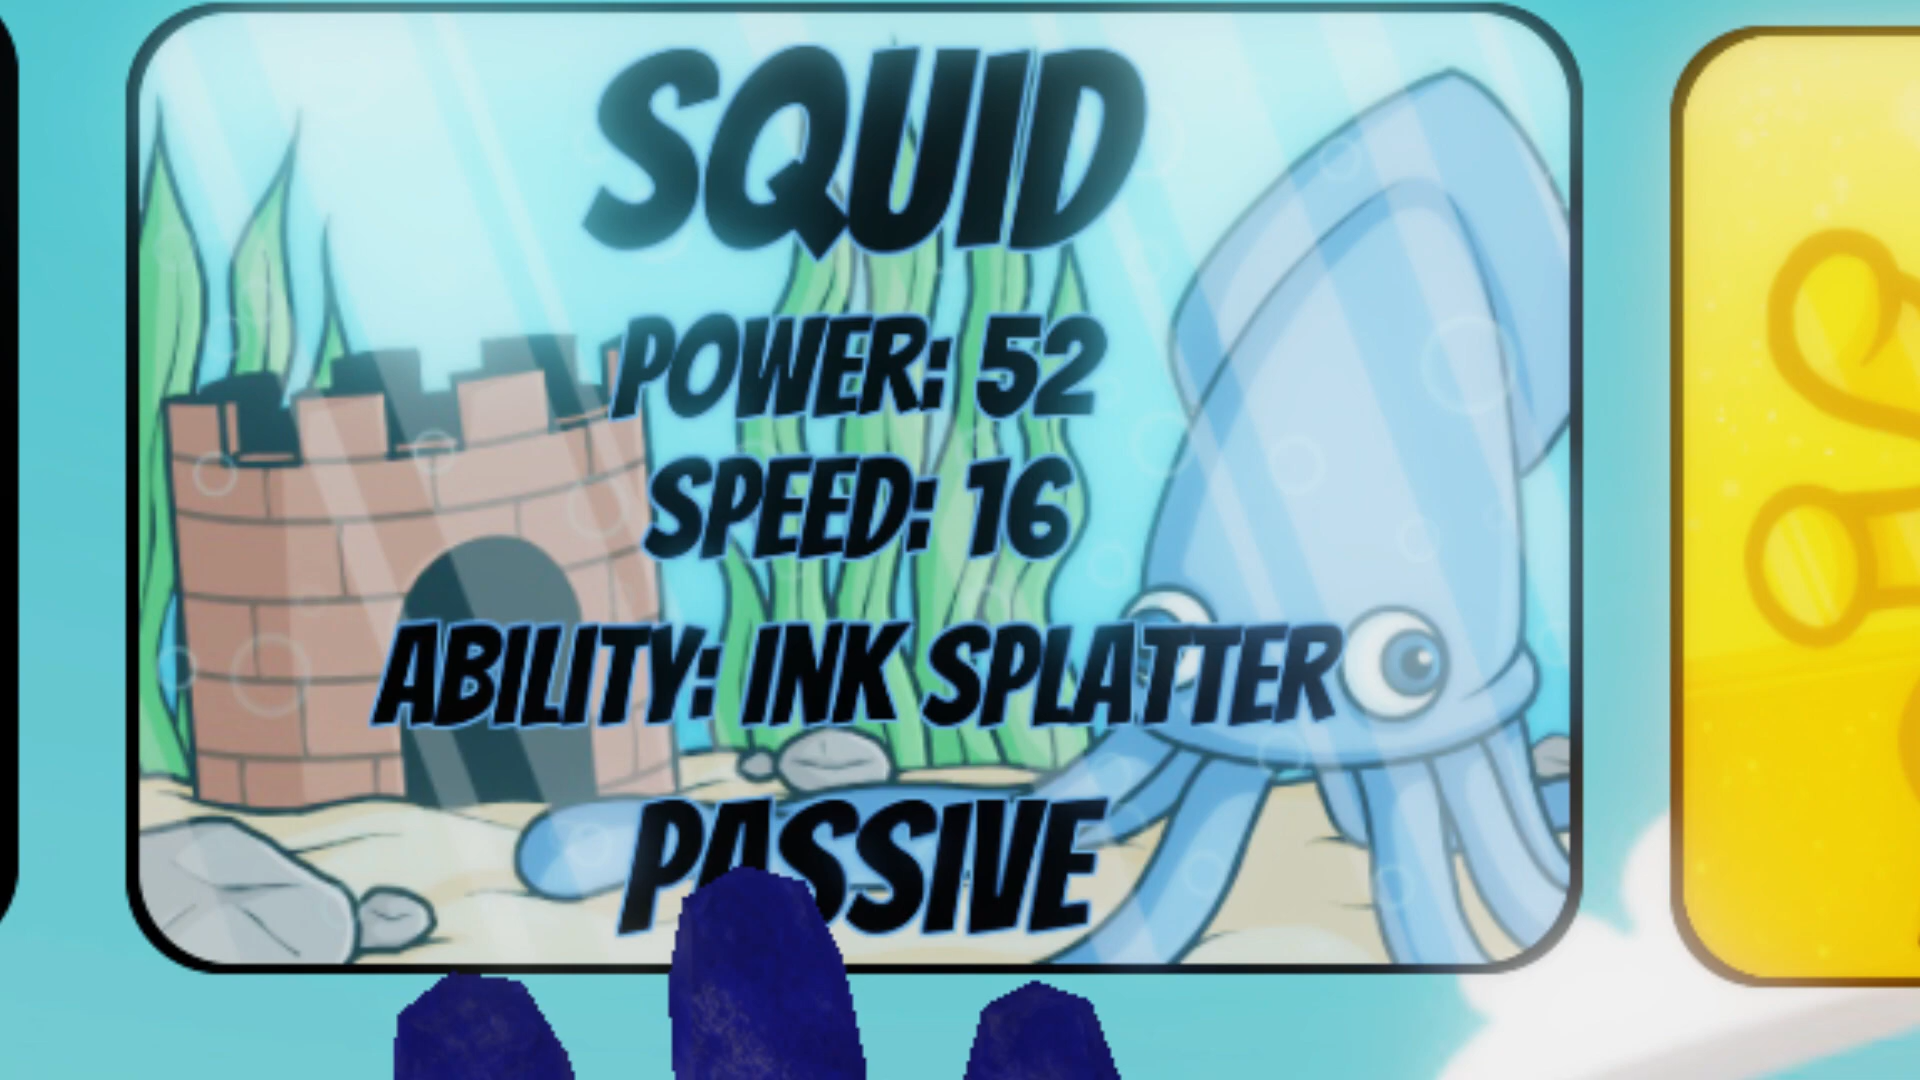 SQUID
POWER: 52
SPEED: 16
ABILITY: INK SPLATTER
PASSIVE